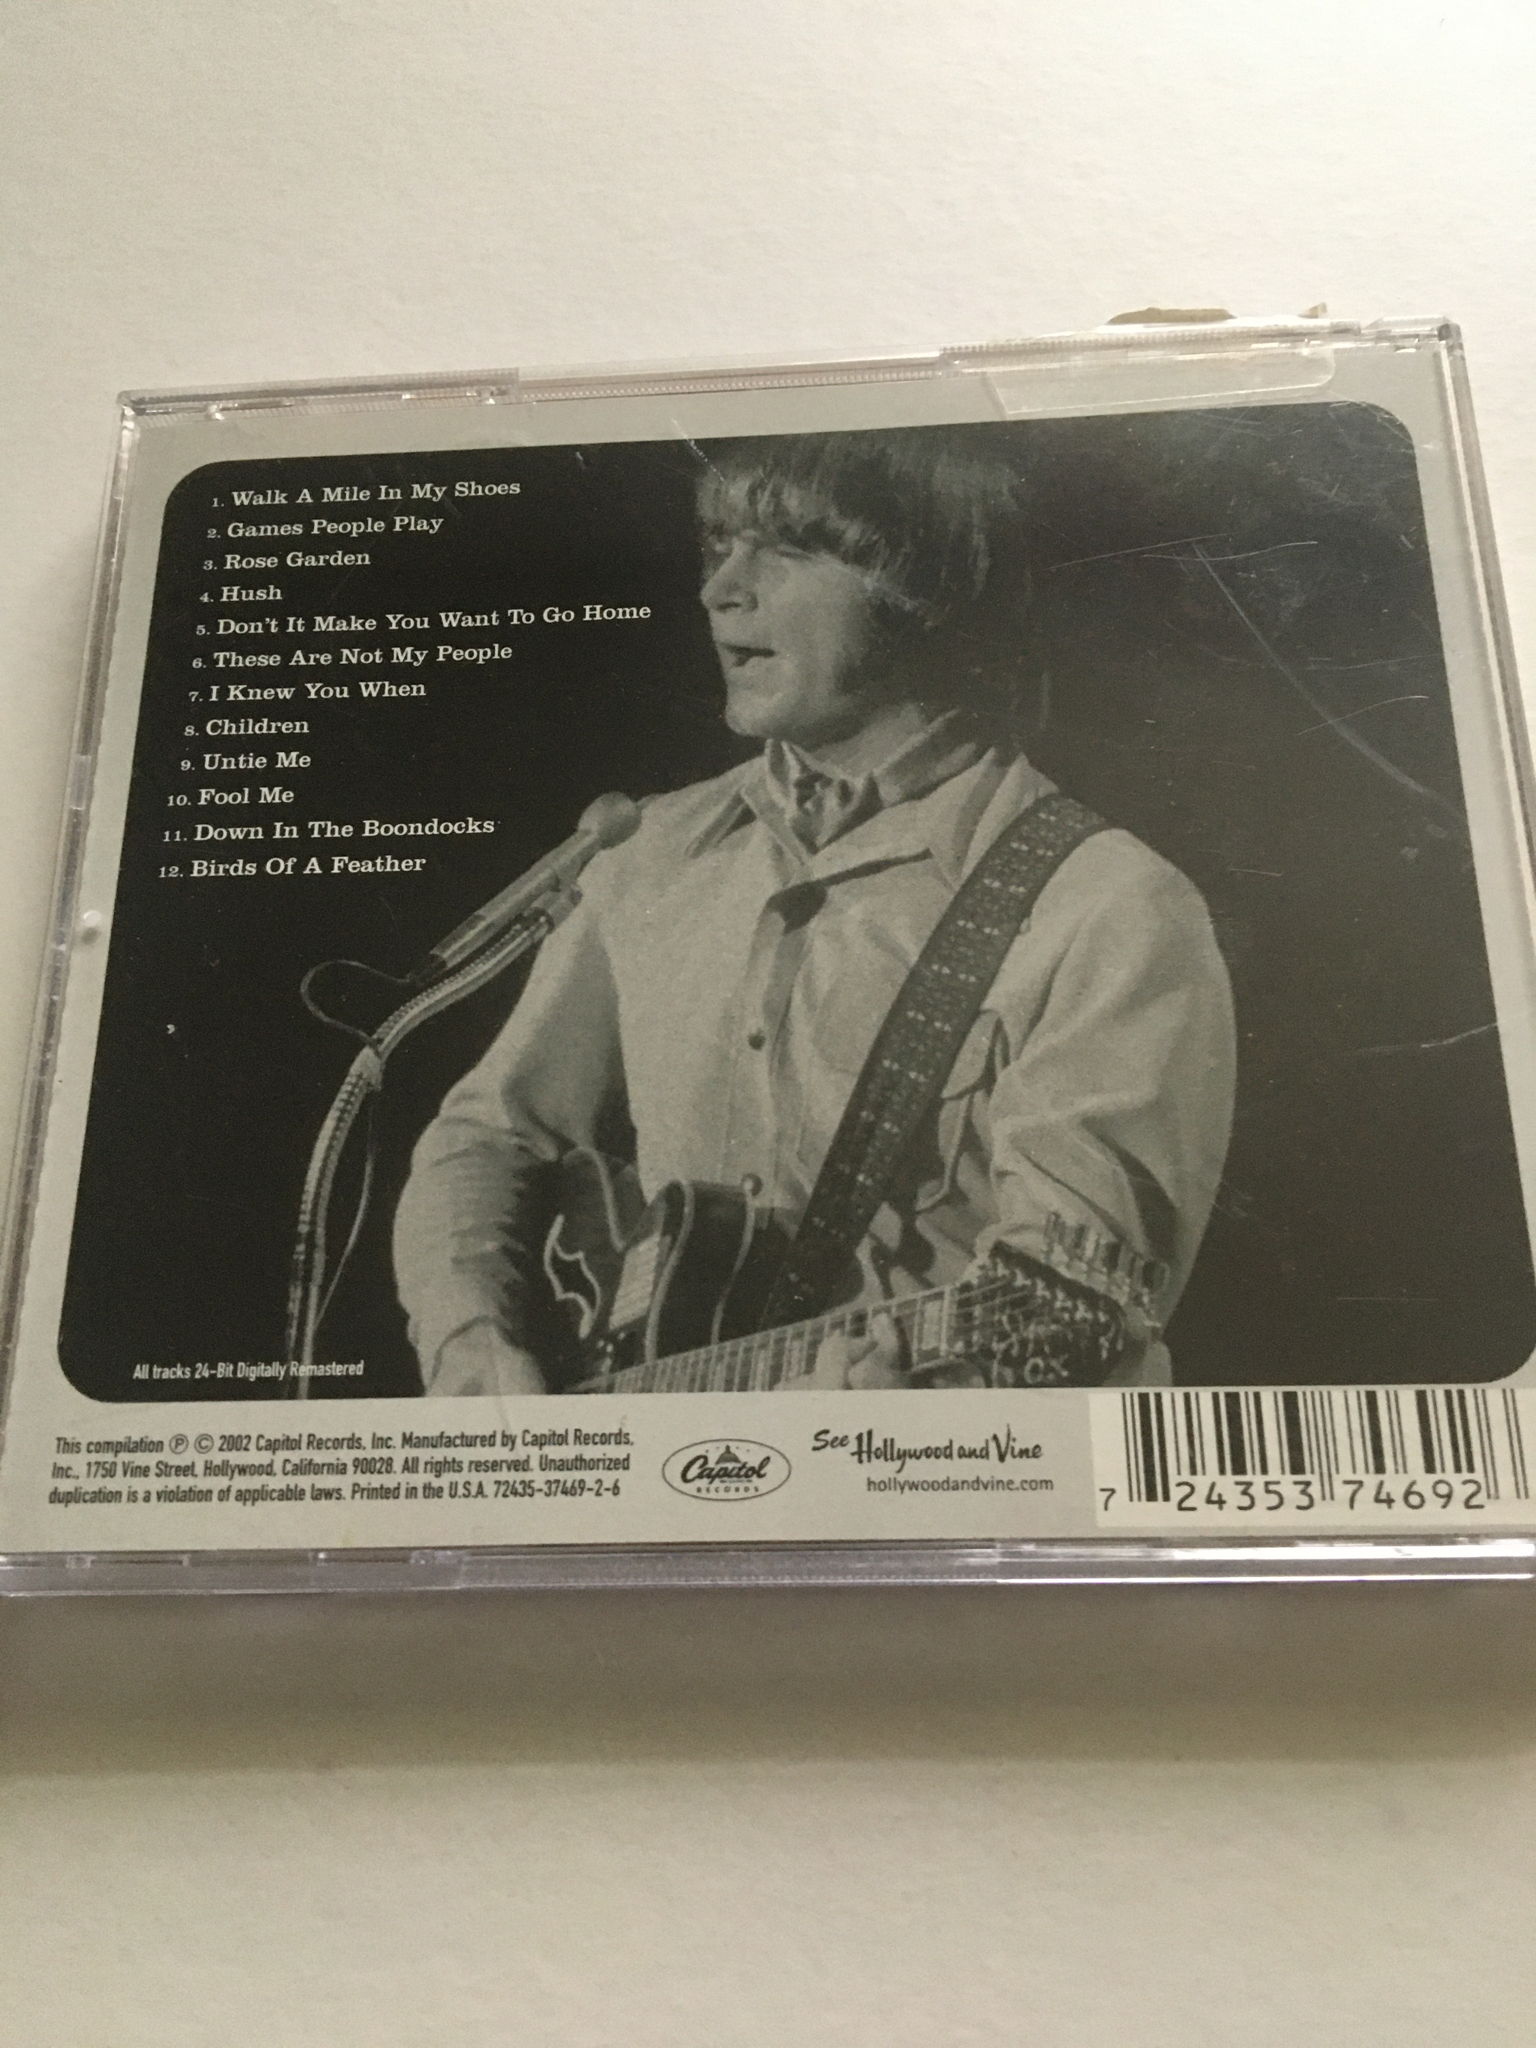 1. Walk A Mile In My Shoes
2. Games People Play
3. Rose Garden
4. Hush
5. Don't It Make You Want To Go Home
6. These Are Not My People
7. I Knew You When
8. Children
9. Untie Me
10. Fool Me
11. Down In The Boondocks
12. Birds Of A Feather
All tracks 24-Bit Digitally Remastered
This compilation Ⓟ © 2002 Capitol Records, Inc. Manufactured by Capitol Records,
Inc., 1750 Vine Street, Hollywood, California 90028. All rights reserved. Unauthorized
duplication is a violation of applicable laws. Printed in the U.S.A. 72435-37469-2-6
Capitol
RECORDS
See Hollywood and Vine
hollywoodandvine.com
7 24353 74692